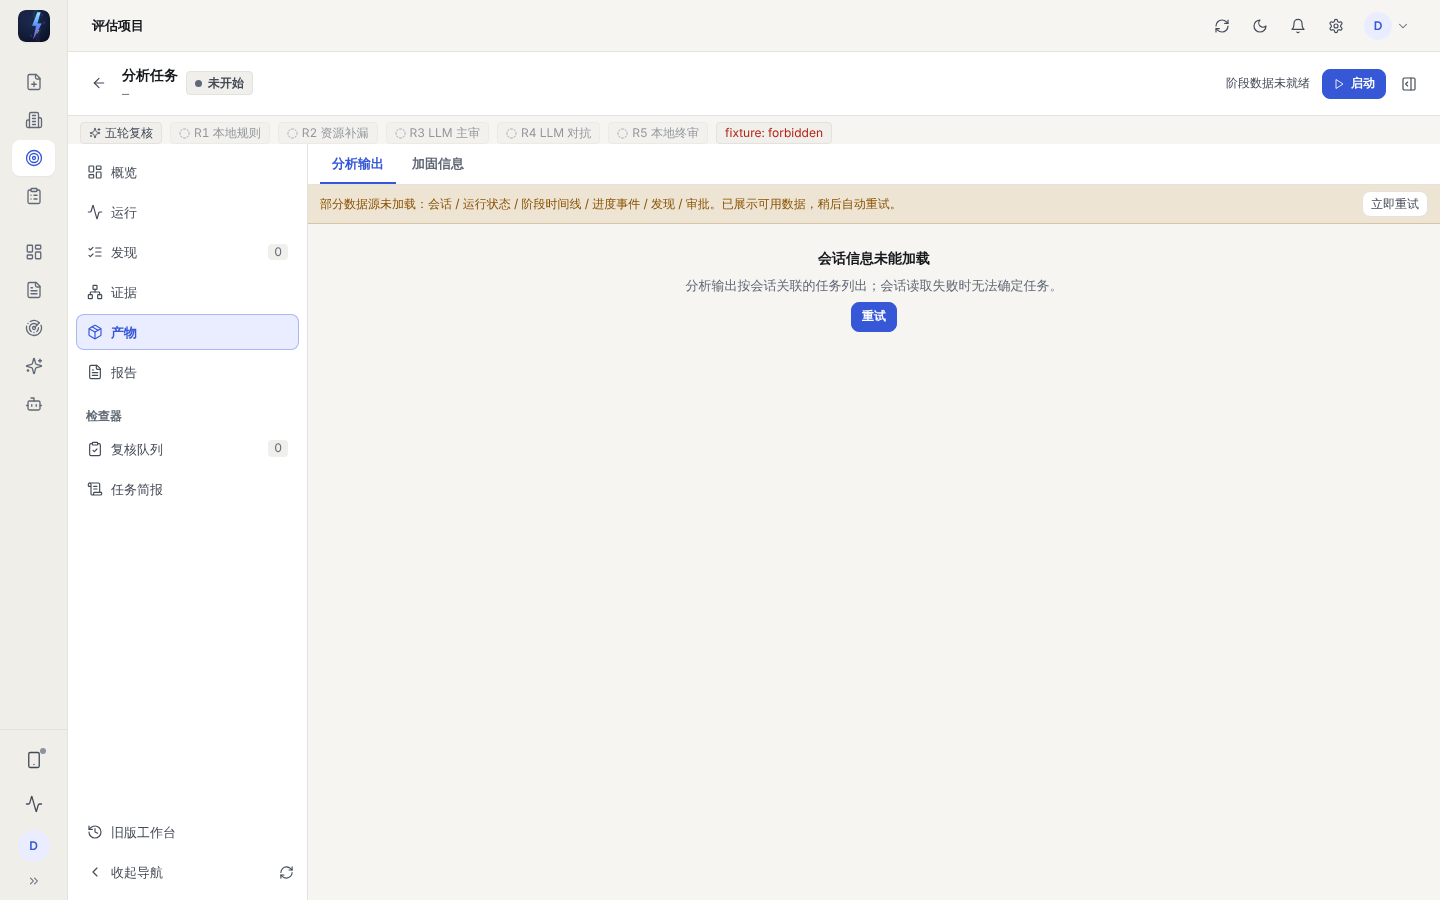 评估项目
D
分析任务
—
未开始
阶段数据未就绪
启动
五轮复核
R1 本地规则
R2 资源补漏
R3 LLM 主审
R4 LLM 对抗
R5 本地终审
fixture: forbidden
概览
运行
发现
0
证据
产物
报告
检查器
复核队列
0
任务简报
旧版工作台
收起导航
D
分析输出
加固信息
部分数据源未加载：会话 / 运行状态 / 阶段时间线 / 进度事件 / 发现 / 审批。已展示可用数据，稍后自动重试。
立即重试
会话信息未能加载
分析输出按会话关联的任务列出；会话读取失败时无法确定任务。
重试